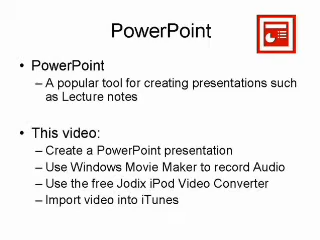 PowerPoint
• PowerPoint
– A popular tool for creating presentations such
as Lecture notes
• This video:
– Create a PowerPoint presentation
– Use Windows Movie Maker to record Audio
– Use the free Jodix iPod Video Converter
– Import video into iTunes